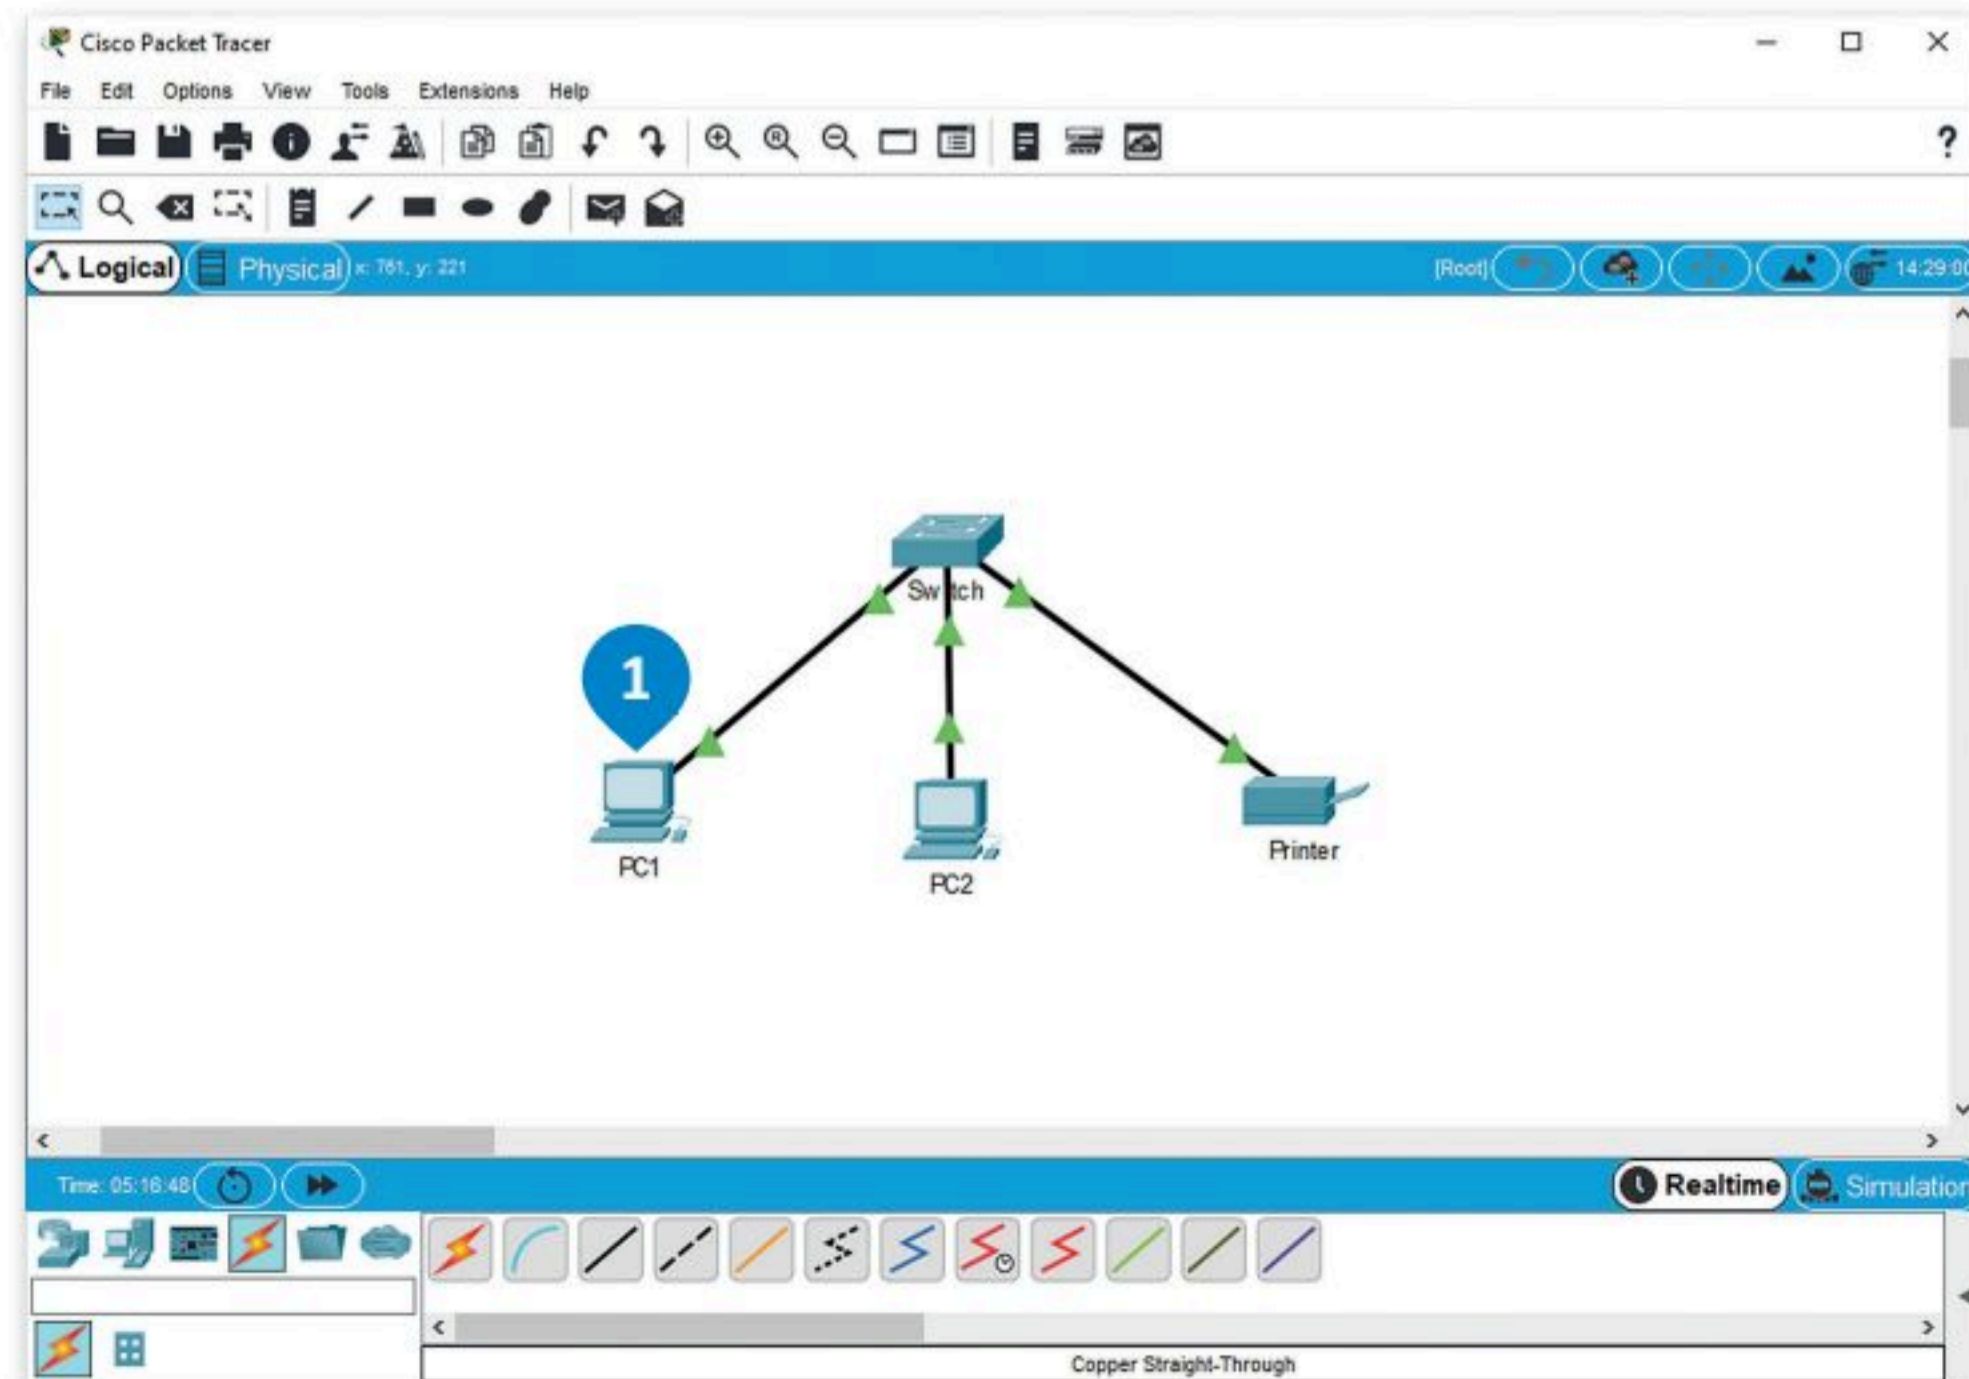 Cisco Packet Tracer
File Edit Options View Tools Extensions Help
?
Logical Physical x: 761, y: 221 [Root] 14:29:00
Switch
1
PC1
PC2
Printer
Time: 05:16:48 Realtime Simulation
Copper Straight-Through